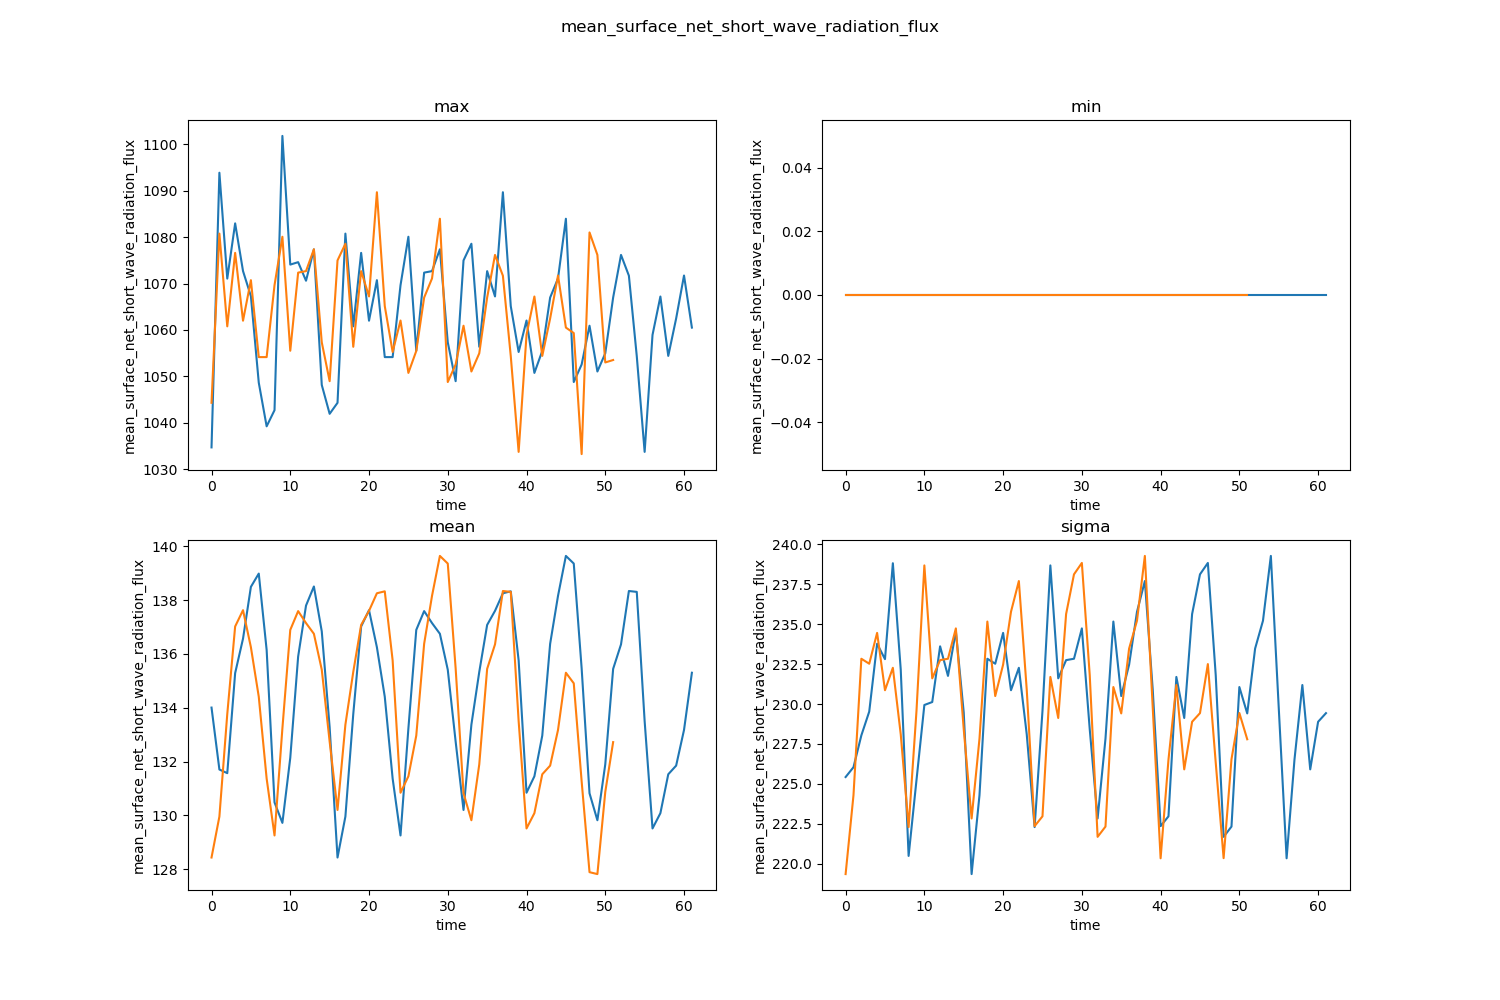 mean_surface_net_short_wave_radiation_flux
max
mean_surface_net_short_wave_radiation_flux
1100
1090
1080
1070
1060
1050
1040
1030
0 10 20 30 40 50 60
time
min
mean_surface_net_short_wave_radiation_flux
0.04
0.02
0.00
−0.02
−0.04
0 10 20 30 40 50 60
time
mean
mean_surface_net_short_wave_radiation_flux
140
138
136
134
132
130
128
0 10 20 30 40 50 60
time
sigma
mean_surface_net_short_wave_radiation_flux
240.0
237.5
235.0
232.5
230.0
227.5
225.0
222.5
220.0
0 10 20 30 40 50 60
time